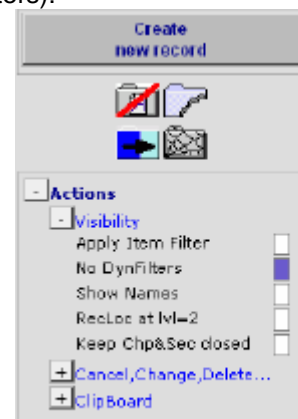 ors).
Create
new record
- Actions
- Visibility
Apply Item Filter
No DynFilters
Show Names
RecLoc at lvl=2
Keep Chp&Sec closed
+ Cancel,Change,Delete...
+ ClipBoard